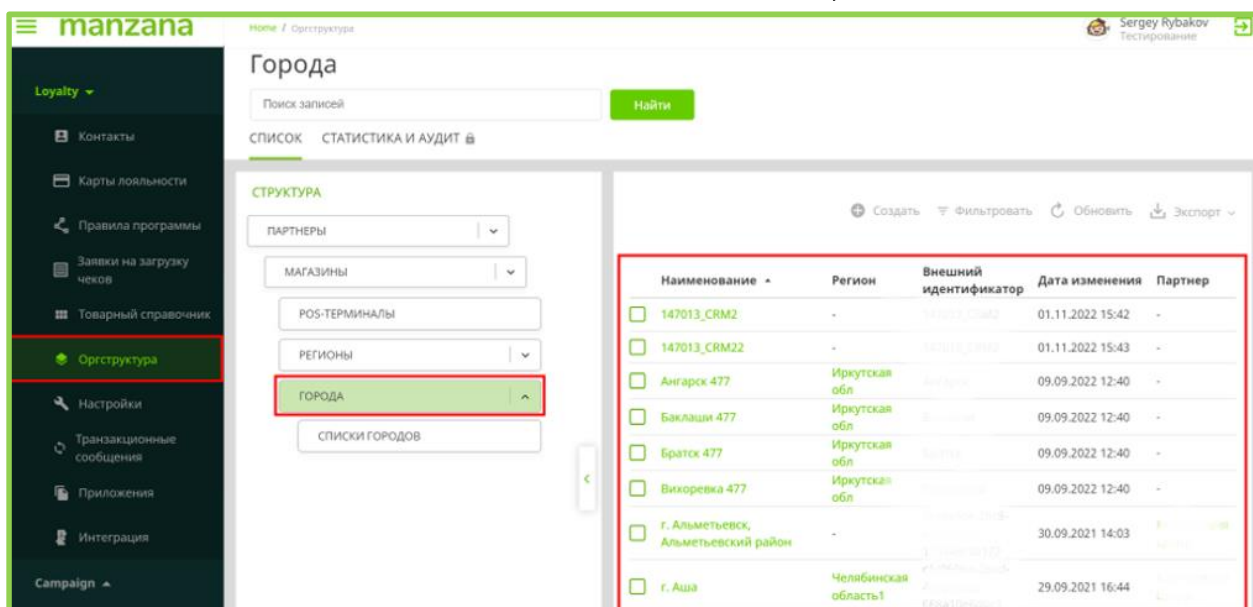 manzana
Home / Оргструктура
Sergey Rybakov
Тестирование
Города
Loyalty
Поиск записей
Найти
Контакты
СПИСОК СТАТИСТИКА И АУДИТ
Карты лояльности
СТРУКТУРА
Создать Фильтровать Обновить Экспорт
Правила программы
ПАРТНЕРЫ
Заявки на загрузку
чеков
МАГАЗИНЫ
Наименование Регион Внешний
идентификатор Дата изменения Партнер
Товарный справочник
POS-ТЕРМИНАЛЫ
147013_CRM2 - 01.11.2022 15:42 -
Оргструктура
РЕГИОНЫ
147013_CRM22 - 01.11.2022 15:43 -
Настройки
ГОРОДА
Ангарск 477 Иркутская
обл 09.09.2022 12:40 -
Баклаши 477 Иркутская
обл 09.09.2022 12:40 -
Транзакционные
сообщения
СПИСКИ ГОРОДОВ
Братск 477 Иркутская
обл 09.09.2022 12:40 -
Приложения
Вихоревка 477 Иркутская
обл 09.09.2022 12:40 -
Интеграция
г. Альметьевск,
Альметьевский район - 30.09.2021 14:03
Campaign
г. Аша Челябинская
область1 29.09.2021 16:44